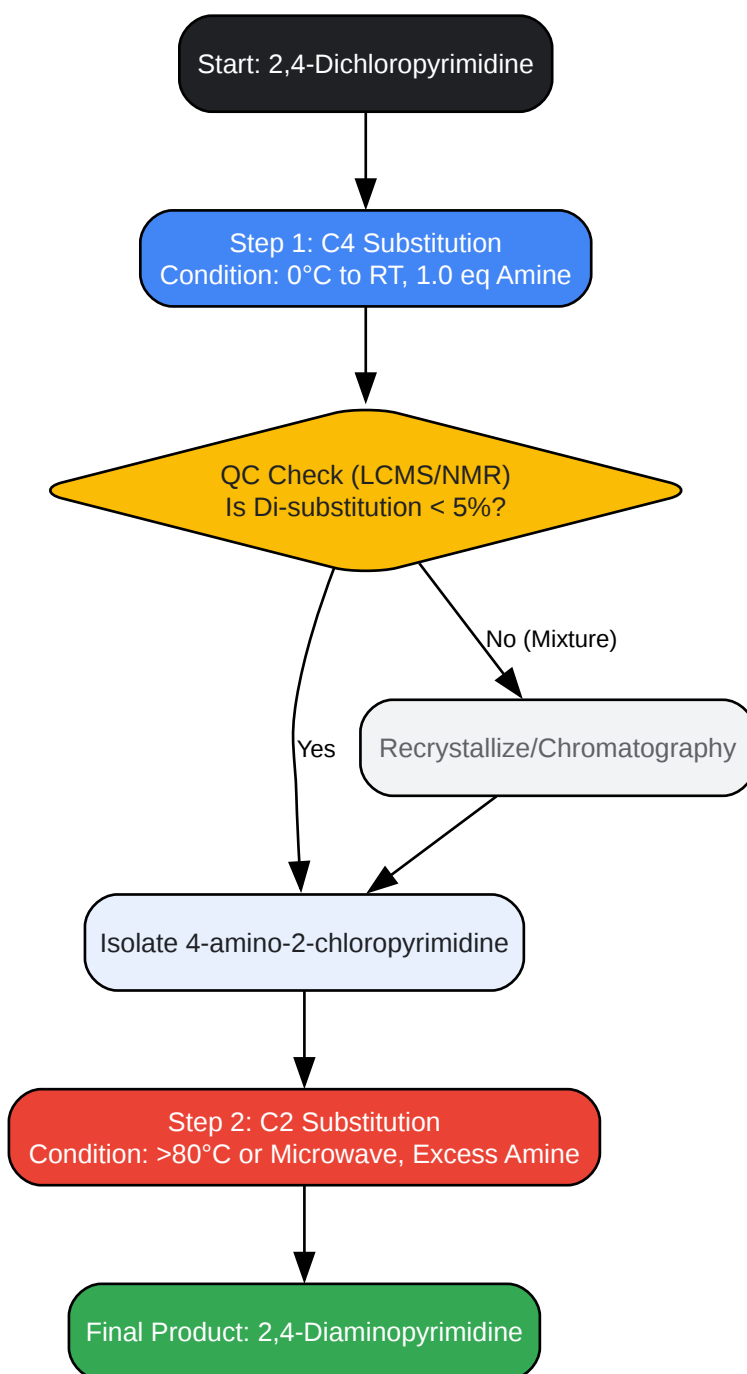 Start: 2,4-Dichloropyrimidine
Step 1: C4 Substitution
Condition: 0°C to RT, 1.0 eq Amine
QC Check (LCMS/NMR)
Is Di-substitution < 5%?
No (Mixture)
Yes
Recrystallize/Chromatography
Isolate 4-amino-2-chloropyrimidine
Step 2: C2 Substitution
Condition: >80°C or Microwave, Excess Amine
Final Product: 2,4-Diaminopyrimidine